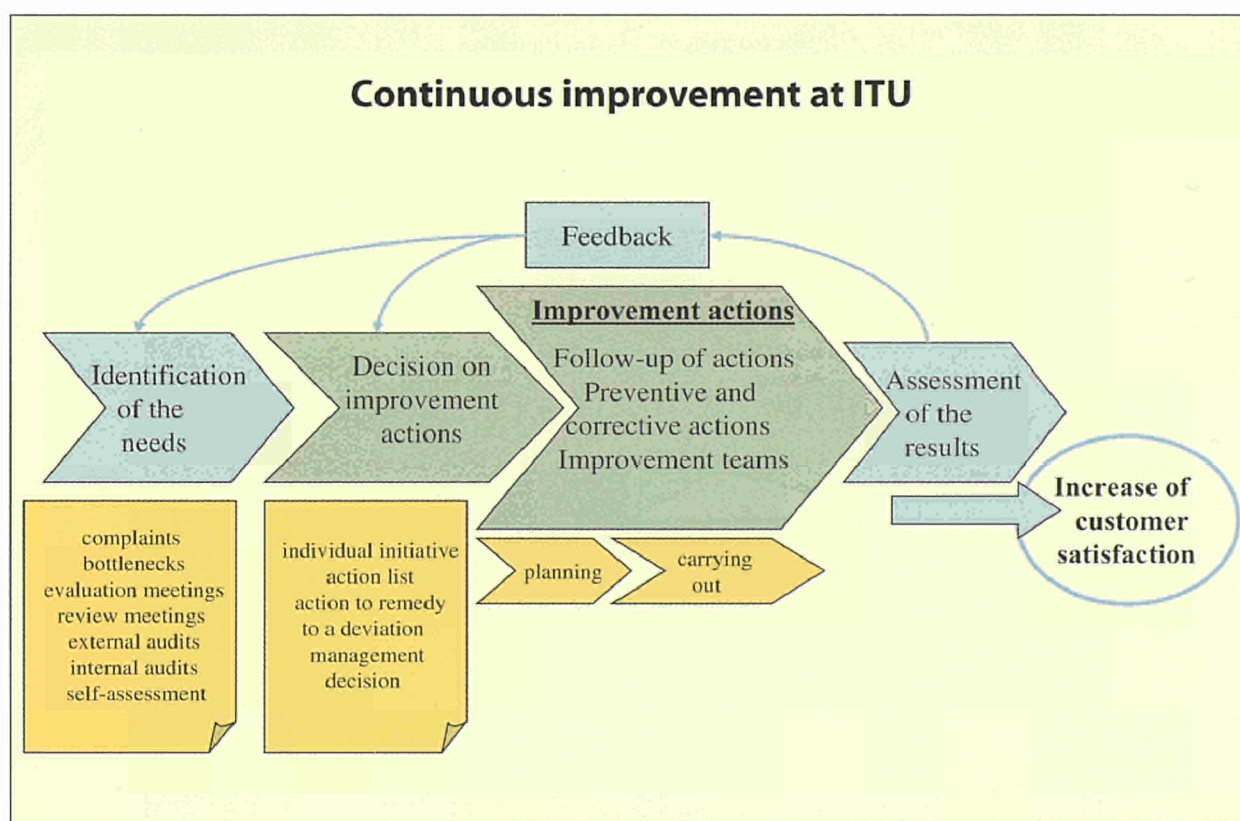 Continuous improvement at ITU
Feedback
Identification
of the
needs
Decision on
improvement
actions
Improvement actions
Follow-up of actions
Preventive and
corrective actions
Improvement teams
Assessment
of the
results
Increase of
customer
satisfaction
complaints
bottlenecks
evaluation meetings
review meetings
external audits
internal audits
self-assessment
individual initiative
action list
action to remedy
to a deviation
management
decision
planning
carrying
out